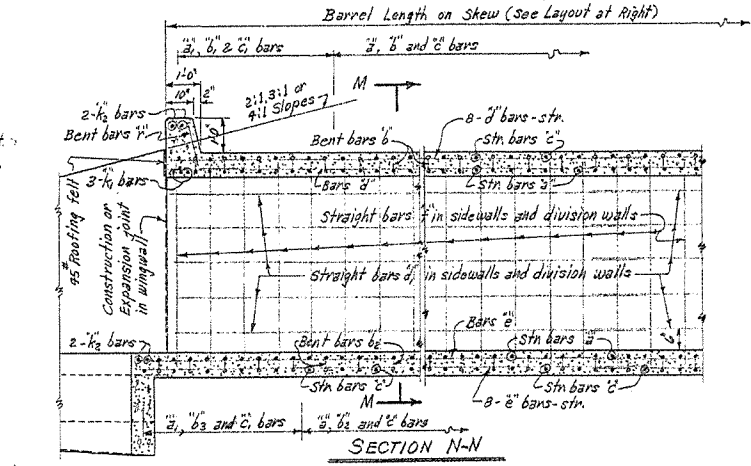 Barrel Length on Skew (See Layout at Right)
"a₁", "b₁" & "c₁" bars
"a", "b" and "c" bars
1'-0"
10" 2"
2:1, 3:1 or
4:1 Slopes
M
2-"k₂" bars
Bent bars "r"
1'-0"
Bent bars "b"
8-"d" bars-str.
Str. bars "c"
3-"k₁" bars
Bars "d"
Str. bars "a"
45# Roofing felt
Construction or
Expansion joint
in wingwall
Straight bars "f" in sidewalls and division walls
Straight bars "d₁" in sidewalls and division walls
2-"k₂" bars
Bent bars b₂
Bars "e"
Str. bars "a"
6"
Str. bars "c"
Str. bars "c"
M
8-"e" bars-str.
"a₁", "b₃" and "c₁" bars
"a", "b₂" and "c" bars
SECTION N-N